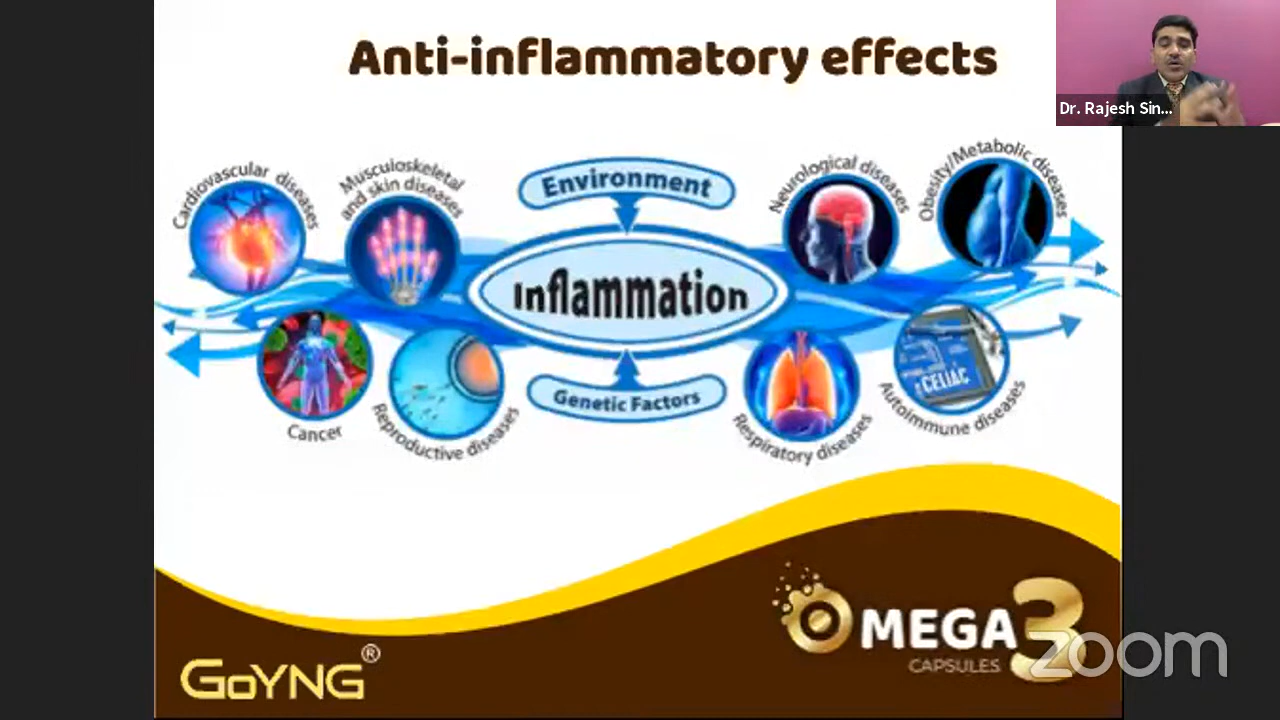 Anti-inflammatory effects
Dr. Rajesh Sin...
Cardiovascular diseases
Musculoskeletal
and skin diseases
Environment
Neurological diseases
Obesity/Metabolic diseases
Inflammation
Cancer
Reproductive diseases
Genetic Factors
Respiratory diseases
CELIAC
Autoimmune diseases
OMEGA 3
CAPSULES
zoom
GOYNG®